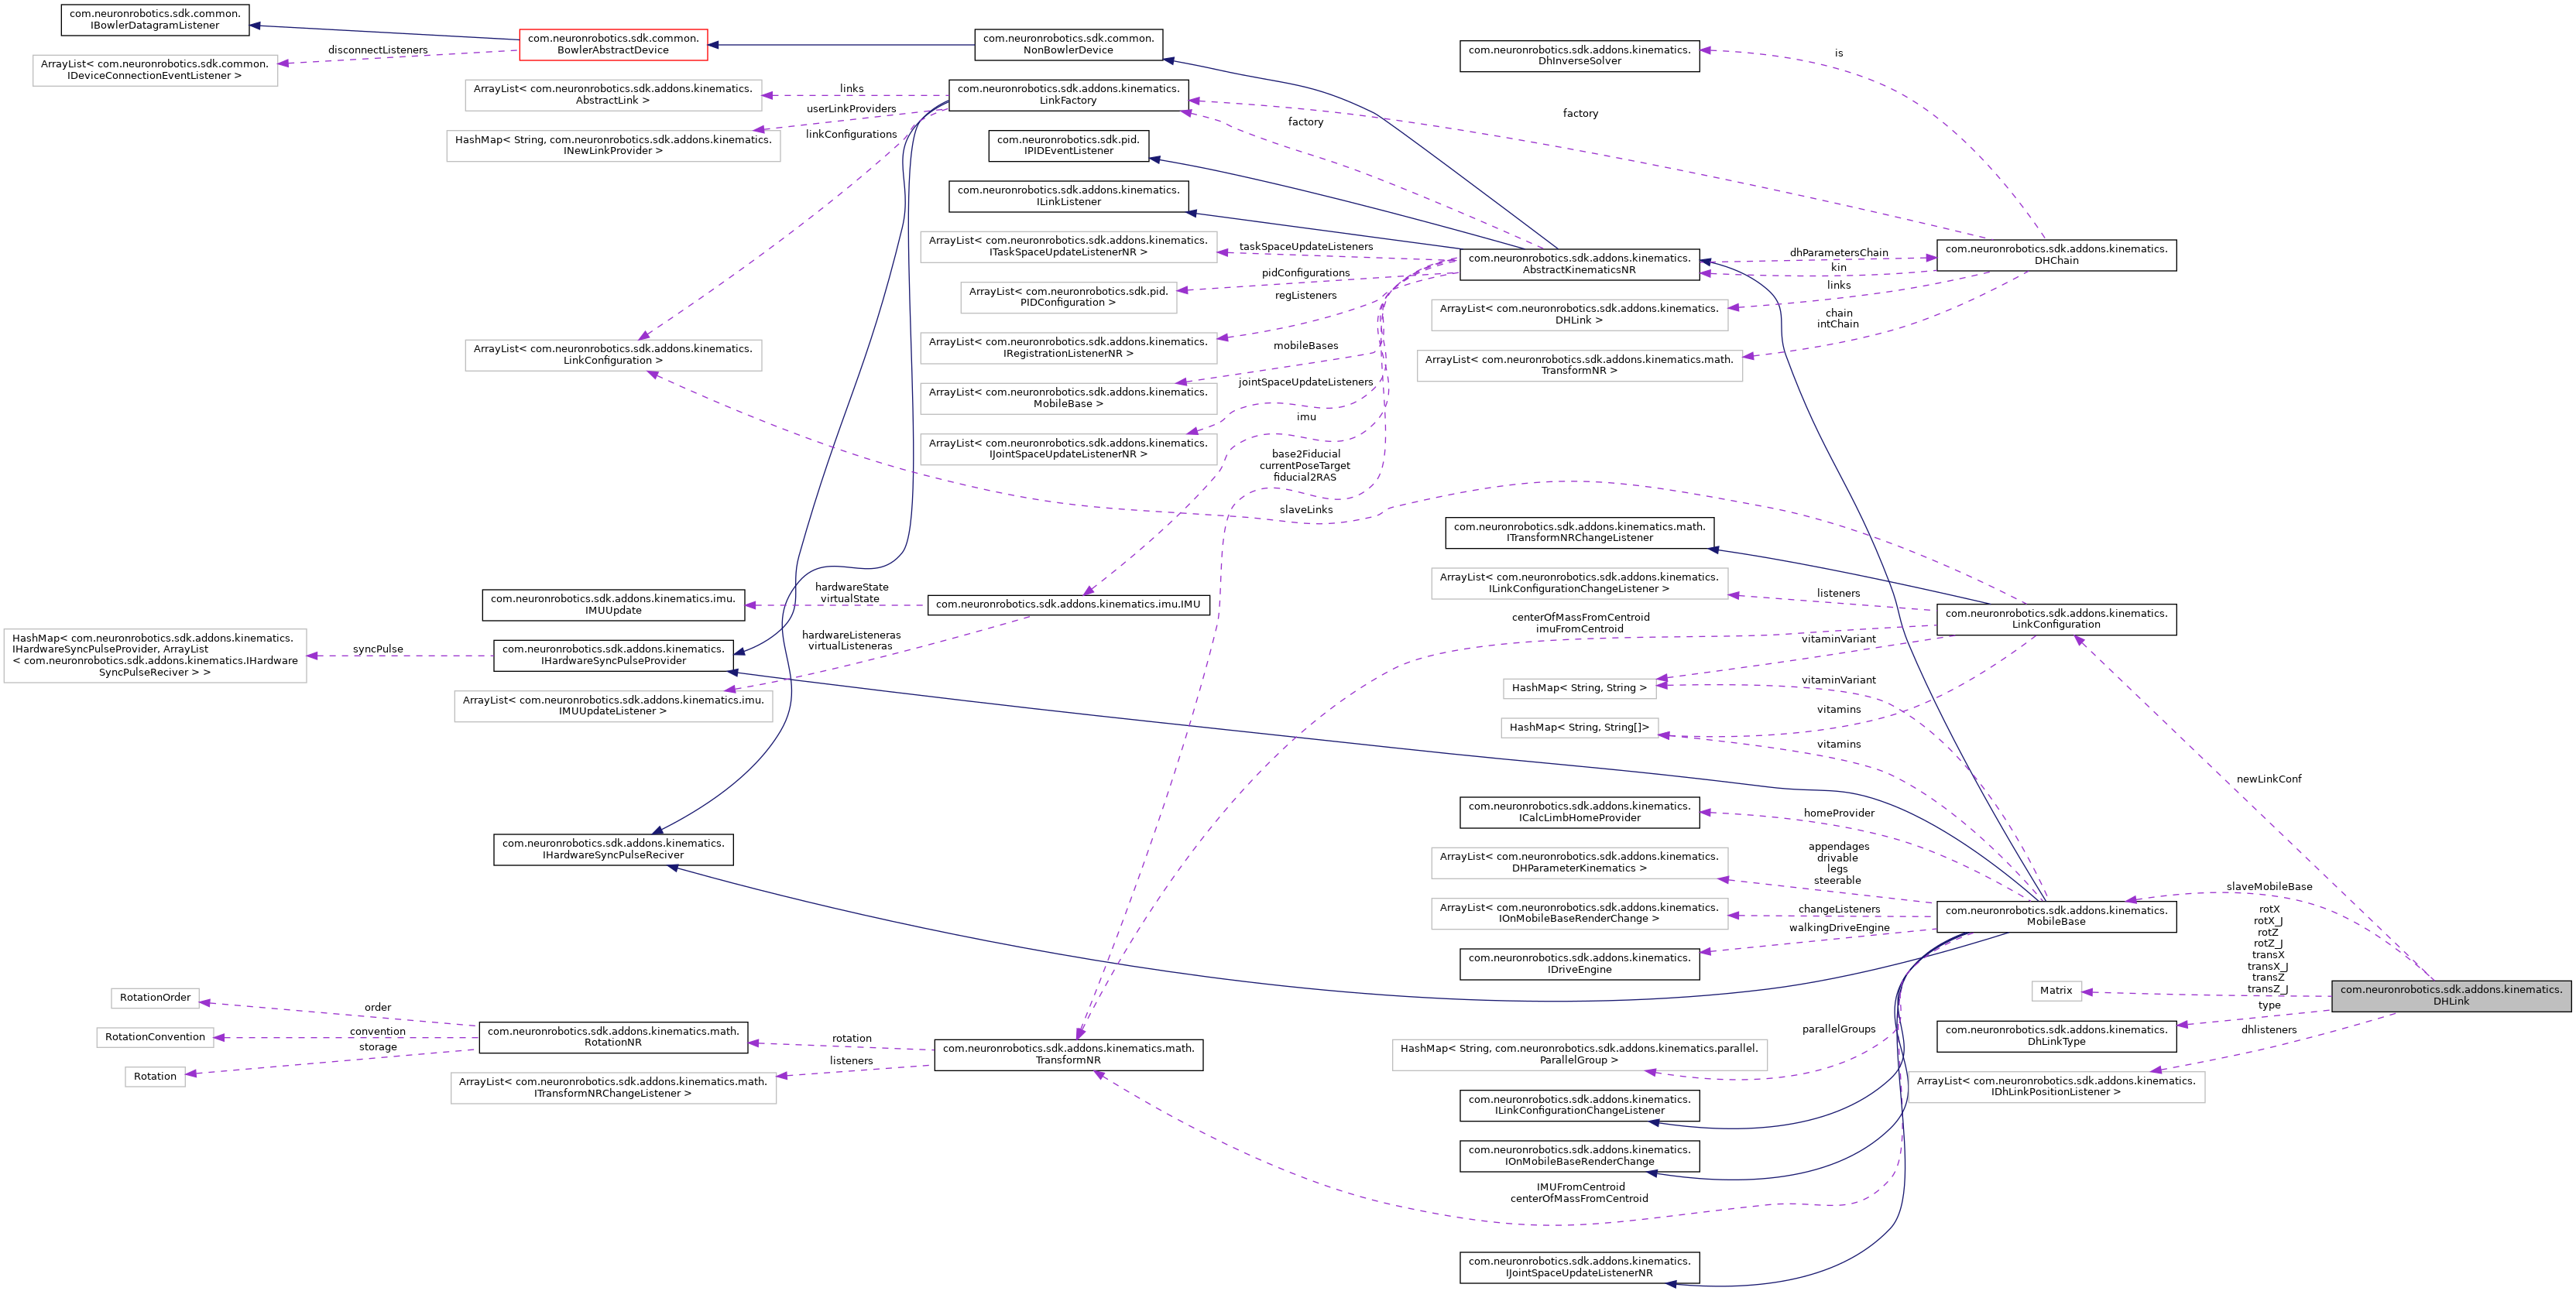 com.neuronrobotics.sdk.common.
IBowlerDatagramListener
disconnectListeners
ArrayList< com.neuronrobotics.sdk.common.
IDeviceConnectionEventListener >
com.neuronrobotics.sdk.common.
BowlerAbstractDevice
com.neuronrobotics.sdk.common.
NonBowlerDevice
com.neuronrobotics.sdk.addons.kinematics.
DhInverseSolver
is
ArrayList< com.neuronrobotics.sdk.addons.kinematics.
AbstractLink >
links
userLinkProviders
linkConfigurations
com.neuronrobotics.sdk.addons.kinematics.
LinkFactory
factory
factory
HashMap< String, com.neuronrobotics.sdk.addons.kinematics.
INewLinkProvider >
com.neuronrobotics.sdk.pid.
IPIDEventListener
com.neuronrobotics.sdk.addons.kinematics.
ILinkListener
ArrayList< com.neuronrobotics.sdk.addons.kinematics.
ITaskSpaceUpdateListenerNR >
taskSpaceUpdateListeners
com.neuronrobotics.sdk.addons.kinematics.
AbstractKinematicsNR
dhParametersChain
kin
links
chain
intChain
com.neuronrobotics.sdk.addons.kinematics.
DHChain
pidConfigurations
ArrayList< com.neuronrobotics.sdk.pid.
PIDConfiguration >
regListeners
ArrayList< com.neuronrobotics.sdk.addons.kinematics.
DHLink >
ArrayList< com.neuronrobotics.sdk.addons.kinematics.
IRegistrationListenerNR >
mobileBases
ArrayList< com.neuronrobotics.sdk.addons.kinematics.math.
TransformNR >
ArrayList< com.neuronrobotics.sdk.addons.kinematics.
LinkConfiguration >
ArrayList< com.neuronrobotics.sdk.addons.kinematics.
MobileBase >
jointSpaceUpdateListeners
imu
ArrayList< com.neuronrobotics.sdk.addons.kinematics.
IJointSpaceUpdateListenerNR >
base2Fiducial
currentPoseTarget
fiducial2RAS
slaveLinks
com.neuronrobotics.sdk.addons.kinematics.math.
ITransformNRChangeListener
ArrayList< com.neuronrobotics.sdk.addons.kinematics.
ILinkConfigurationChangeListener >
listeners
com.neuronrobotics.sdk.addons.kinematics.
LinkConfiguration
com.neuronrobotics.sdk.addons.kinematics.imu.
IMUUpdate
hardwareState
virtualState
com.neuronrobotics.sdk.addons.kinematics.imu.IMU
centerOfMassFromCentroid
imuFromCentroid
hardwareListeneras
virtualListeneras
HashMap< com.neuronrobotics.sdk.addons.kinematics.
IHardwareSyncPulseProvider, ArrayList
< com.neuronrobotics.sdk.addons.kinematics.IHardware
SyncPulseReciver > >
syncPulse
com.neuronrobotics.sdk.addons.kinematics.
IHardwareSyncPulseProvider
vitaminVariant
vitaminVariant
HashMap< String, String >
ArrayList< com.neuronrobotics.sdk.addons.kinematics.imu.
IMUUpdateListener >
vitamins
HashMap< String, String[]>
vitamins
newLinkConf
com.neuronrobotics.sdk.addons.kinematics.
ICalcLimbHomeProvider
homeProvider
com.neuronrobotics.sdk.addons.kinematics.
IHardwareSyncPulseReciver
ArrayList< com.neuronrobotics.sdk.addons.kinematics.
DHParameterKinematics >
appendages
drivable
legs
steerable
slaveMobileBase
ArrayList< com.neuronrobotics.sdk.addons.kinematics.
IOnMobileBaseRenderChange >
changeListeners
walkingDriveEngine
com.neuronrobotics.sdk.addons.kinematics.
MobileBase
rotX
rotX_J
rotZ
rotZ_J
transX
transX_J
transZ
transZ_J
com.neuronrobotics.sdk.addons.kinematics.
IDriveEngine
Matrix
com.neuronrobotics.sdk.addons.kinematics.
DHLink
type
RotationOrder
order
RotationConvention
convention
storage
Rotation
com.neuronrobotics.sdk.addons.kinematics.math.
RotationNR
rotation
listeners
com.neuronrobotics.sdk.addons.kinematics.math.
TransformNR
ArrayList< com.neuronrobotics.sdk.addons.kinematics.math.
ITransformNRChangeListener >
parallelGroups
HashMap< String, com.neuronrobotics.sdk.addons.kinematics.parallel.
ParallelGroup >
com.neuronrobotics.sdk.addons.kinematics.
DhLinkType
dhlisteners
ArrayList< com.neuronrobotics.sdk.addons.kinematics.
IDhLinkPositionListener >
com.neuronrobotics.sdk.addons.kinematics.
ILinkConfigurationChangeListener
com.neuronrobotics.sdk.addons.kinematics.
IOnMobileBaseRenderChange
IMUFromCentroid
centerOfMassFromCentroid
com.neuronrobotics.sdk.addons.kinematics.
IJointSpaceUpdateListenerNR